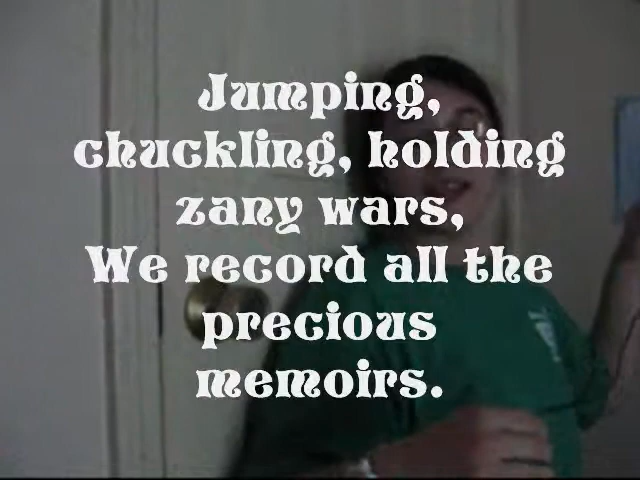 Jumping,
chuckling, holding
zany wars,
We record all the
precious
memoirs.